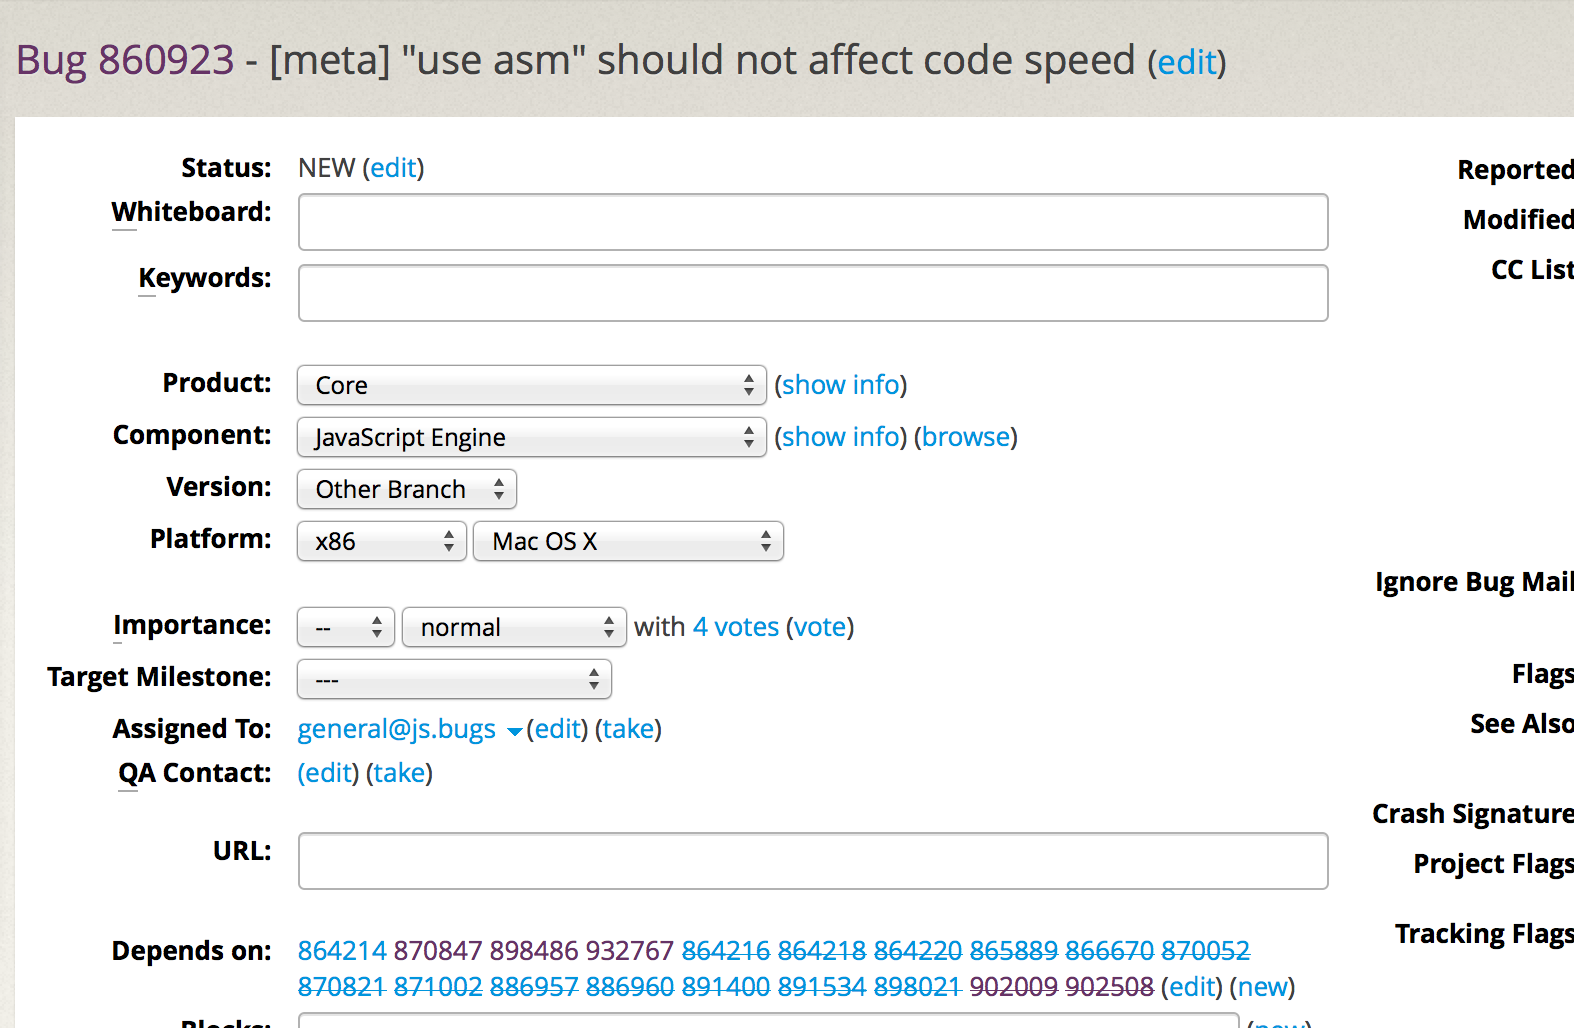 Bug 860923 - [meta] "use asm" should not affect code speed (edit)
Status: NEW (edit)
Reported
Whiteboard:
Modified
Keywords:
CC List
Product: Core (show info)
Component: JavaScript Engine (show info) (browse)
Version: Other Branch
Platform: x86 Mac OS X
Ignore Bug Mail
Importance: -- normal with 4 votes (vote)
Target Milestone: ---
Flags
Assigned To: general@js.bugs (edit) (take)
See Also
QA Contact: (edit) (take)
Crash Signature
URL:
Project Flags
Tracking Flags
Depends on: 864214 870847 898486 932767 864216 864218 864220 865889 866670 870052
870821 871002 886957 886960 891400 891534 898021 902009 902508 (edit) (new)
Blocks: (new)